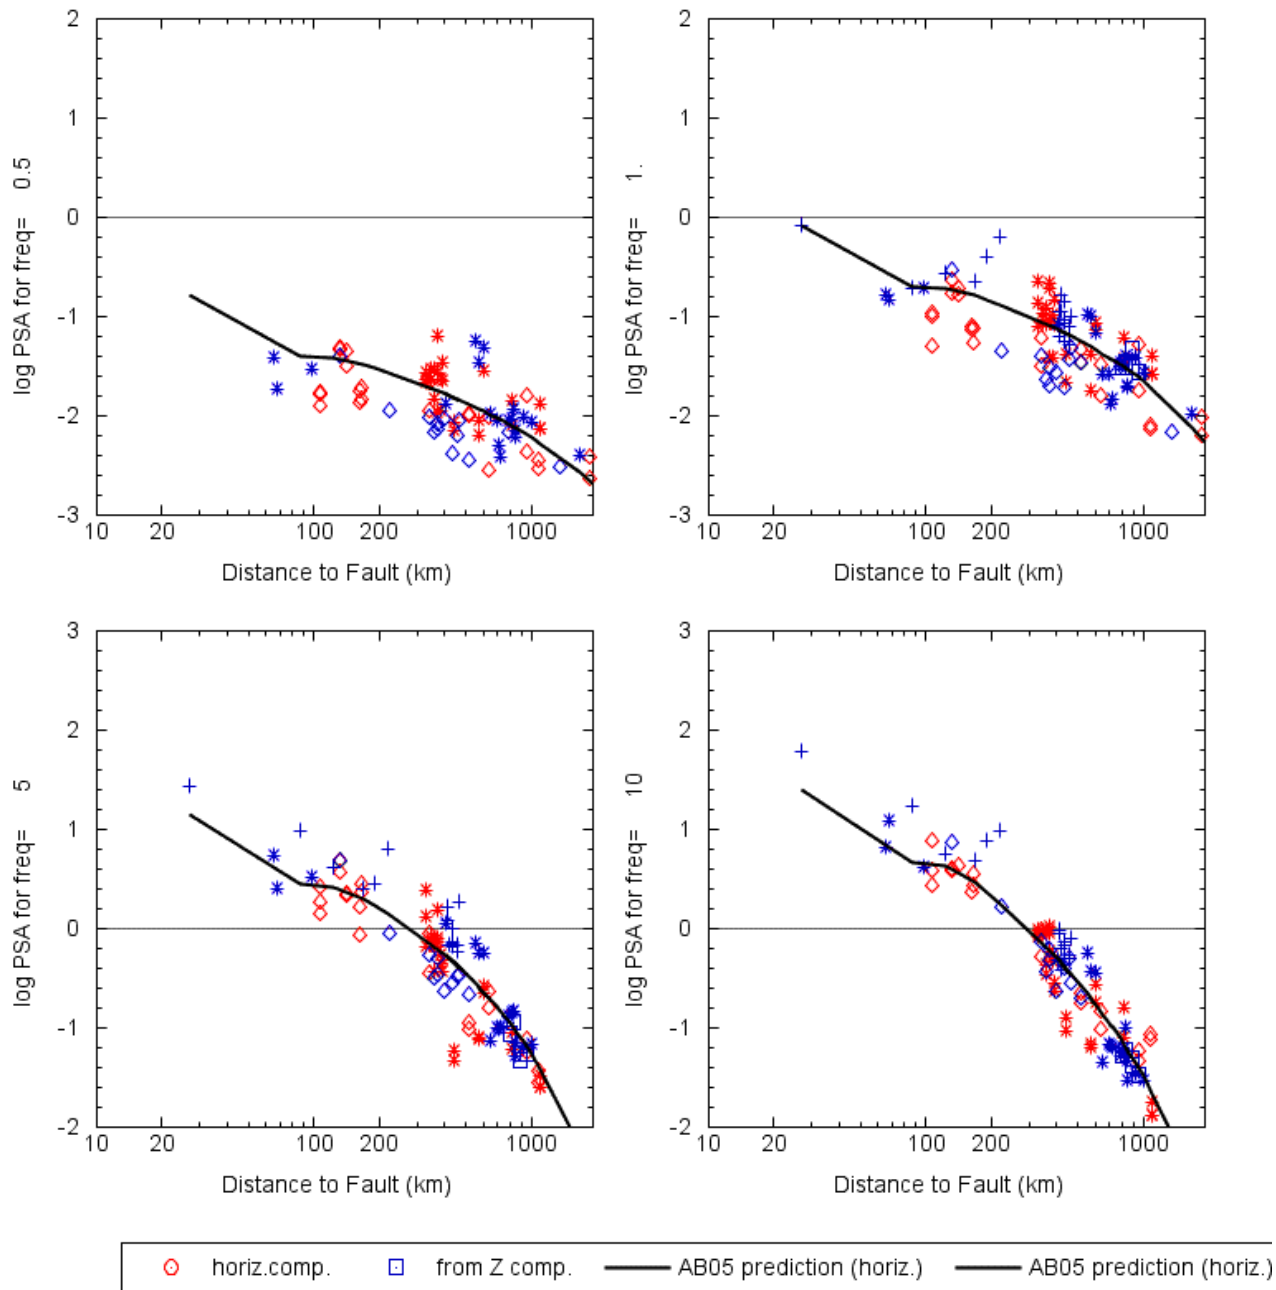 2
2
1
1
log PSA for freq= 0.5
log PSA for freq= 1.
0
0
-1
-1
-2
-2
-3
-3
10 20 100 200 1000
10 20 100 200 1000
Distance to Fault (km)
Distance to Fault (km)
3
3
2
2
1
1
log PSA for freq= 5
log PSA for freq= 10
0
0
-1
-1
-2
-2
10 20 100 200 1000
10 20 100 200 1000
Distance to Fault (km)
Distance to Fault (km)
horiz.comp. from Z comp. AB05 prediction (horiz.) AB05 prediction (horiz.)